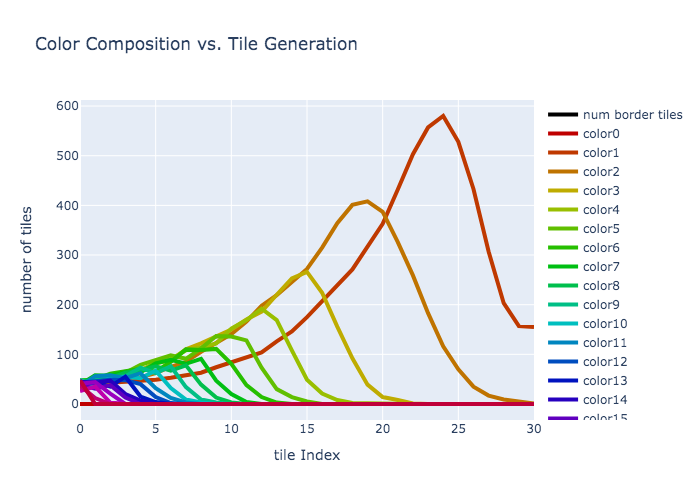 Color Composition vs. Tile Generation
number of tiles
600
500
400
300
200
100
0
0
5
10
15
20
25
30
tile Index
num border tiles
color0
color1
color2
color3
color4
color5
color6
color7
color8
color9
color10
color11
color12
color13
color14
color15